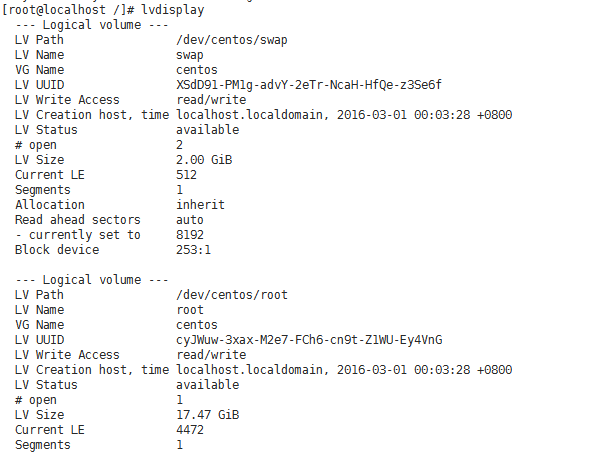 [root@localhost /]# lvdisplay
--- Logical volume ---
LV Path /dev/centos/swap
LV Name swap
VG Name centos
LV UUID XSdD91-PM1g-advY-2eTr-NcaH-HfQe-z3Se6f
LV Write Access read/write
LV Creation host, time localhost.localdomain, 2016-03-01 00:03:28 +0800
LV Status available
# open 2
LV Size 2.00 GiB
Current LE 512
Segments 1
Allocation inherit
Read ahead sectors auto
- currently set to 8192
Block device 253:1
--- Logical volume ---
LV Path /dev/centos/root
LV Name root
VG Name centos
LV UUID cyJWuw-3xax-M2e7-FCh6-cn9t-Z1WU-Ey4VnG
LV Write Access read/write
LV Creation host, time localhost.localdomain, 2016-03-01 00:03:28 +0800
LV Status available
# open 1
LV Size 17.47 GiB
Current LE 4472
Segments 1